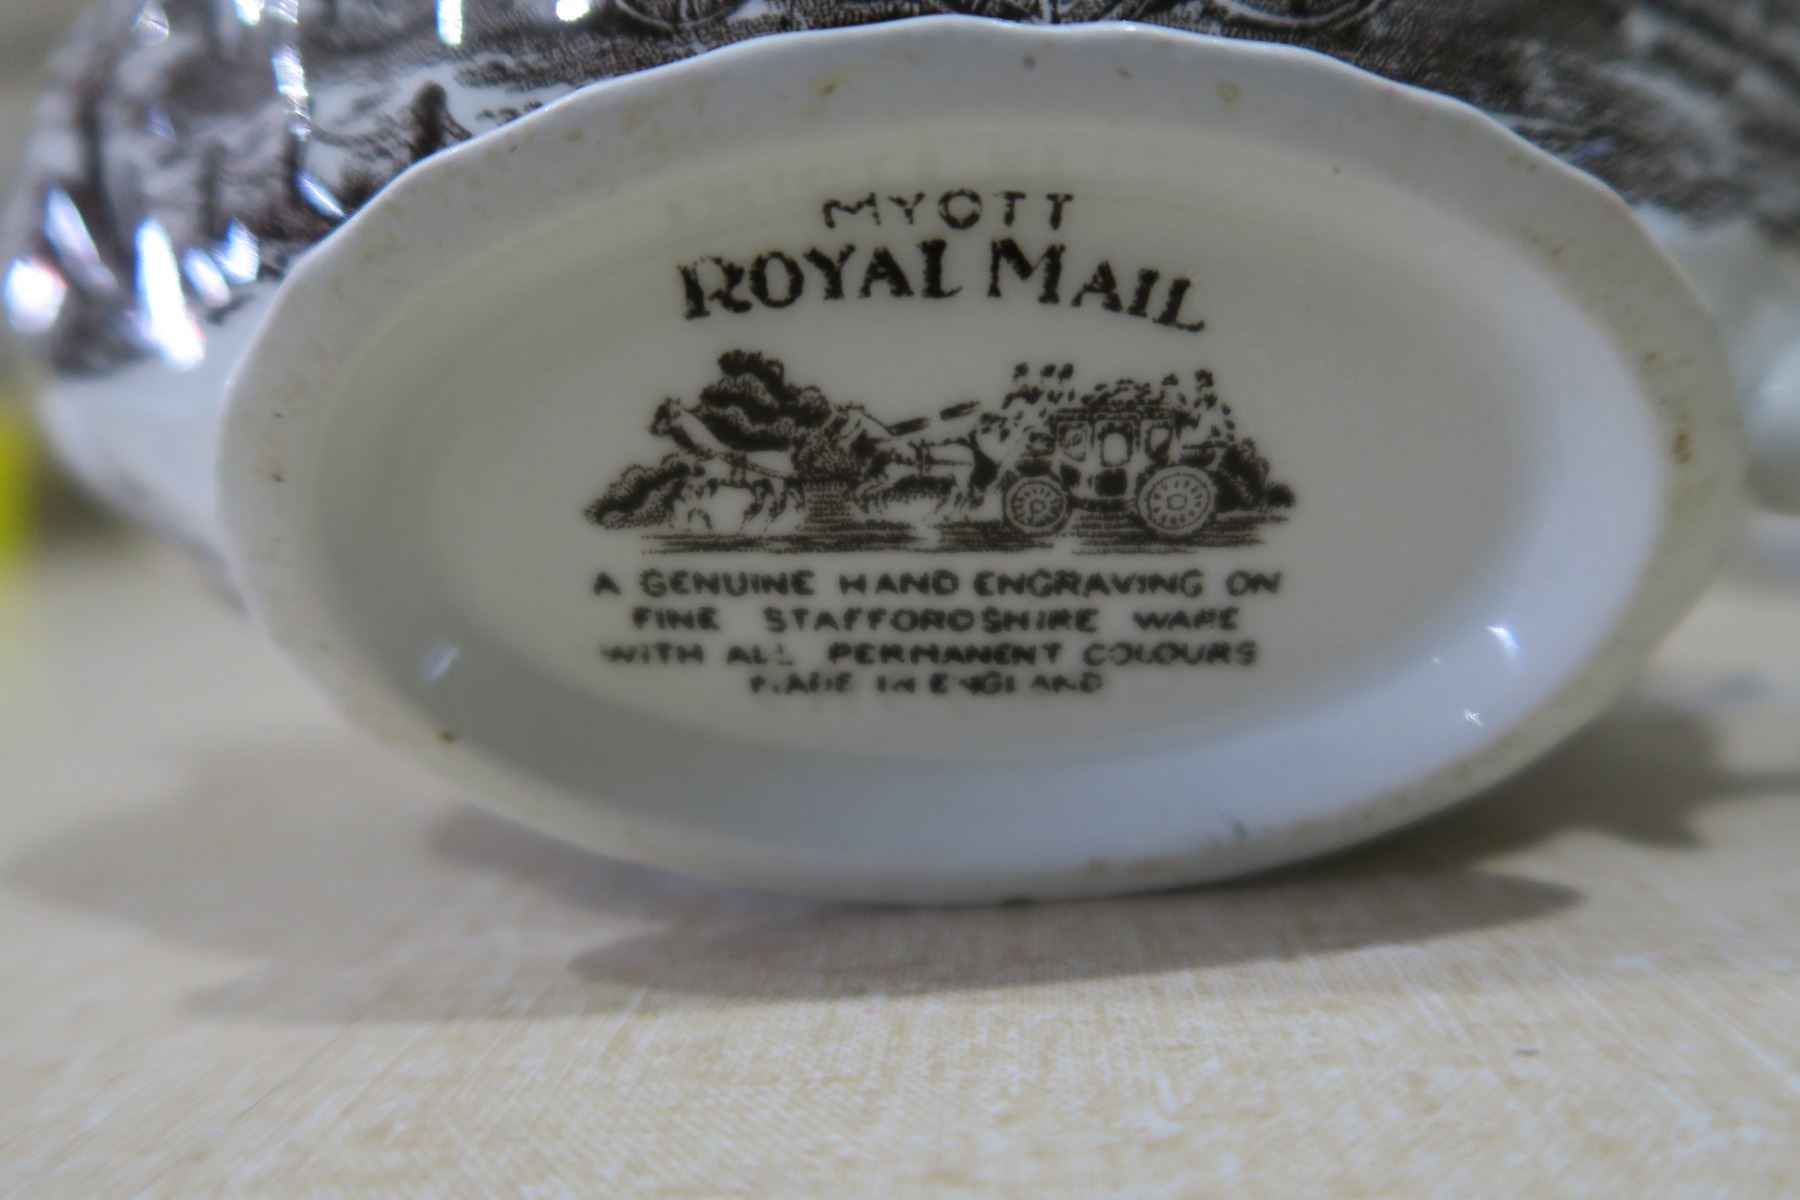 MYOTT
ROYAL MAIL
A GENUINE HAND ENGRAVING ON
FINE STAFFORDSHIRE WARE
WITH ALL PERMANENT COLOURS
MADE IN ENGLAND